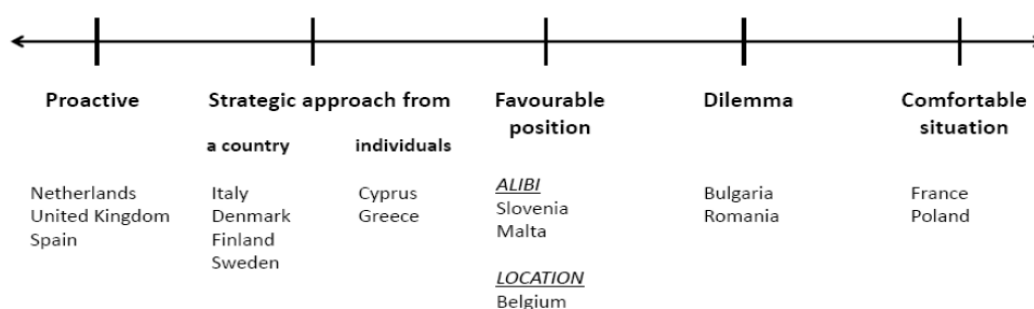 Proactive
Strategic approach from
a country
individuals
Favourable
position
Dilemma
Comfortable
situation
Netherlands
United Kingdom
Spain
Italy
Denmark
Finland
Sweden
Cyprus
Greece
ALIBI
Slovenia
Malta
LOCATION
Belgium
Bulgaria
Romania
France
Poland